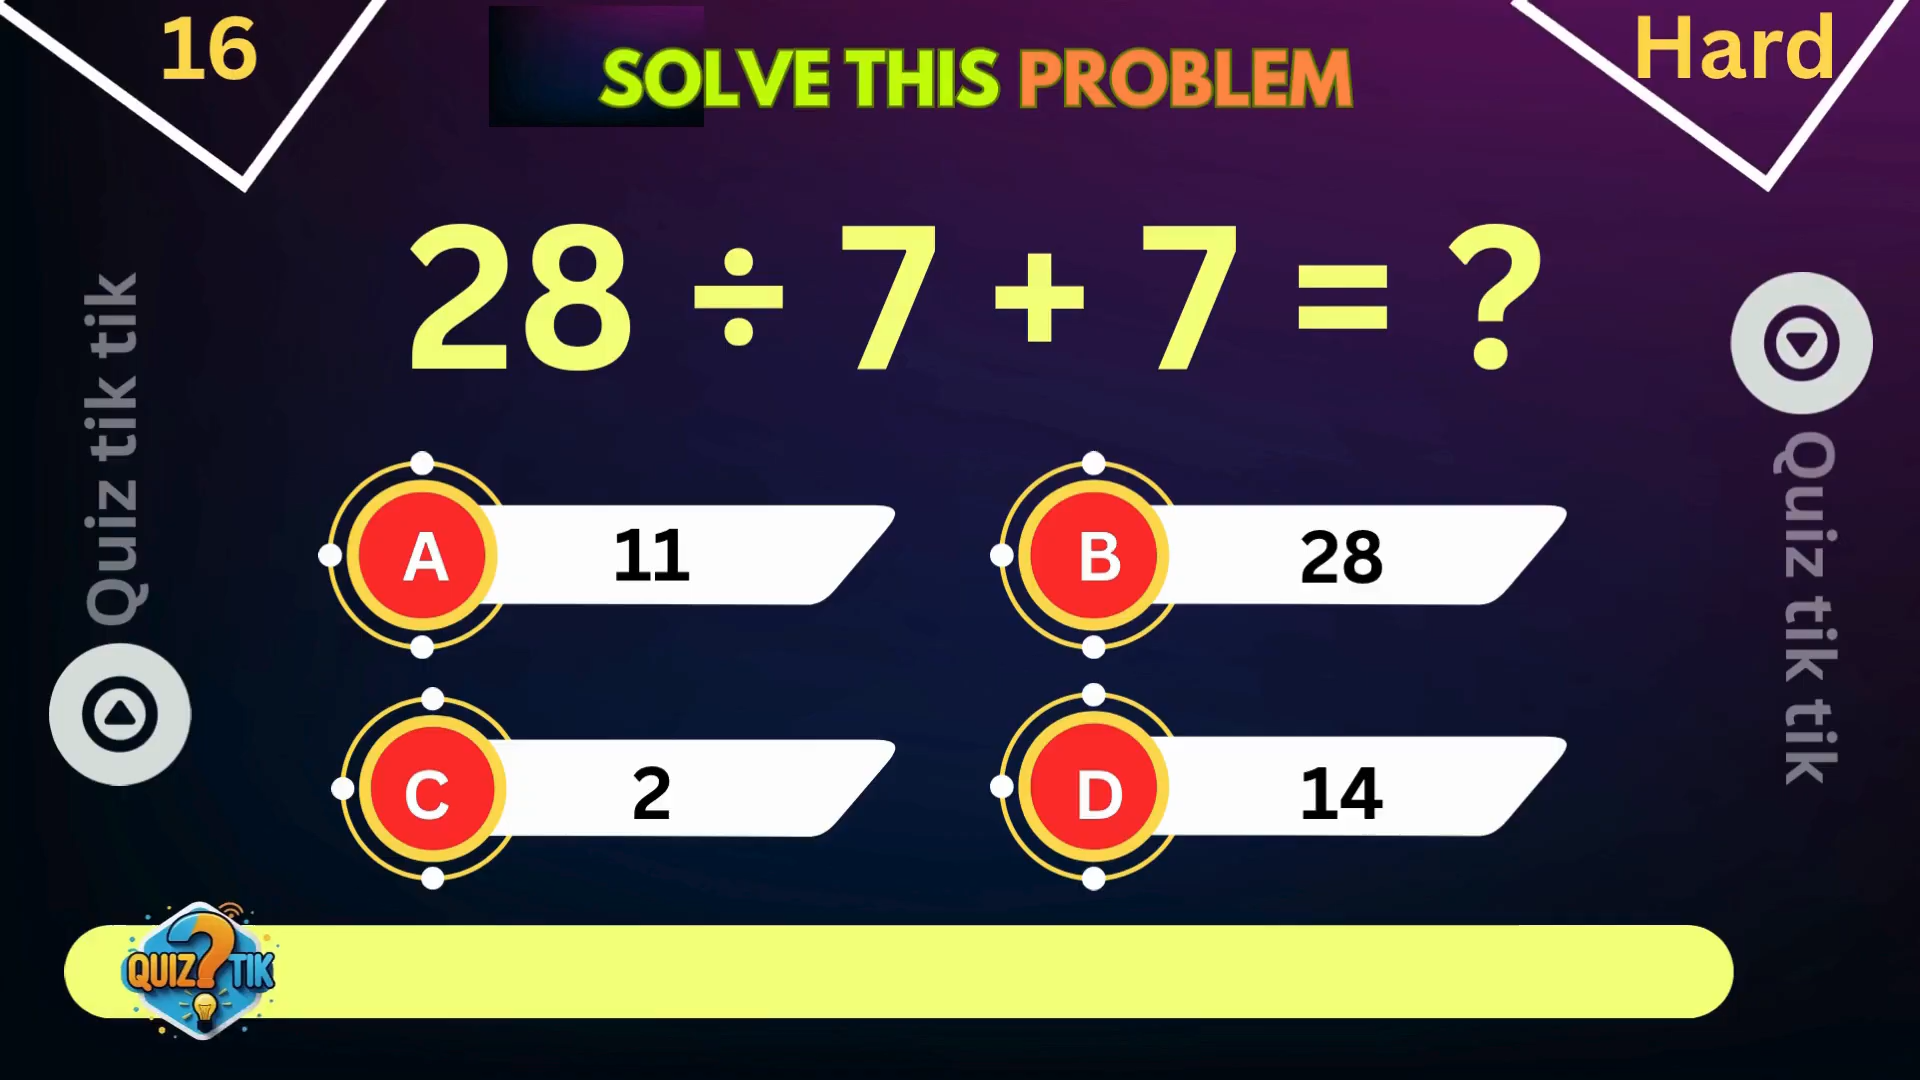 16
SOLVE THIS PROBLEM
Hard
28 ÷ 7 + 7 = ?
Quiz tik tik
Quiz tik tik
A 11
B 28
C 2
D 14
QUIZ ? TIK